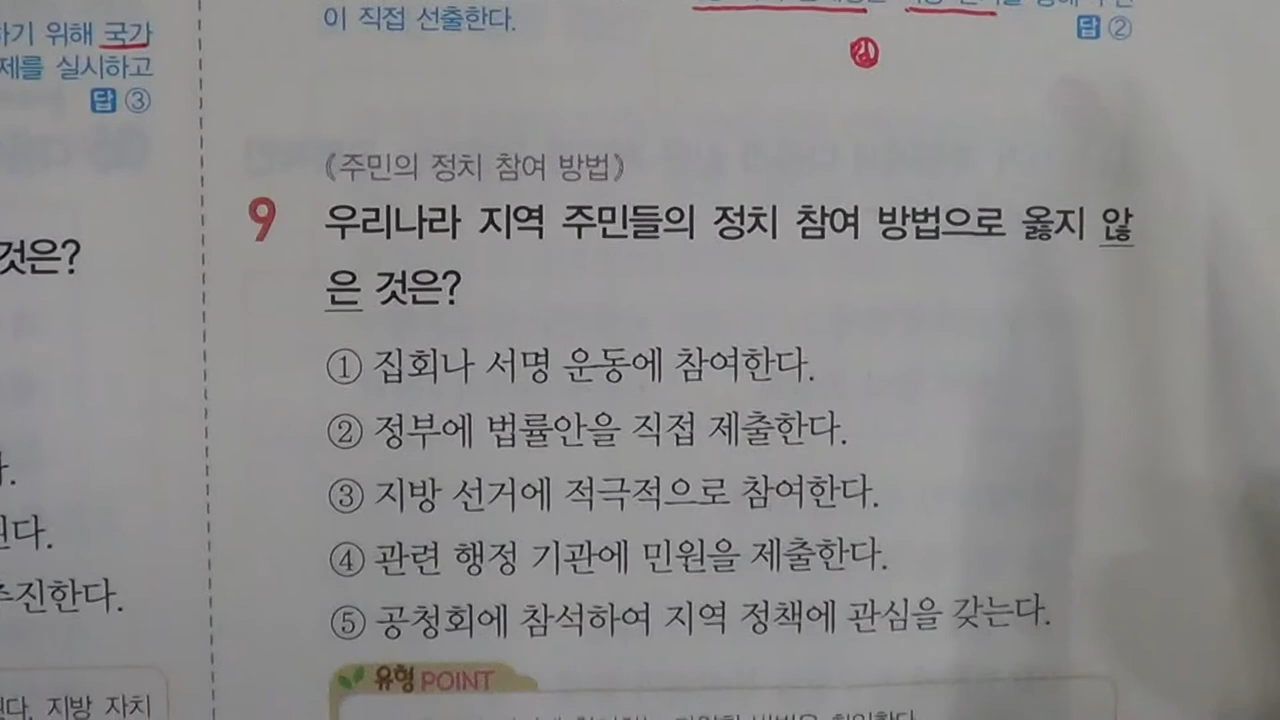 하기 위해 국가
제를 실시하고
답 ③
것은?
다.
다. 지방 자치
이 직접 선출한다.
답 ②
《주민의 정치 참여 방법》
9 우리나라 지역 주민들의 정치 참여 방법으로 옳지 않
은 것은?
① 집회나 서명 운동에 참여한다.
② 정부에 법률안을 직접 제출한다.
③ 지방 선거에 적극적으로 참여한다.
④ 관련 행정 기관에 민원을 제출한다.
⑤ 공청회에 참석하여 지역 정책에 관심을 갖는다.
유형 POINT